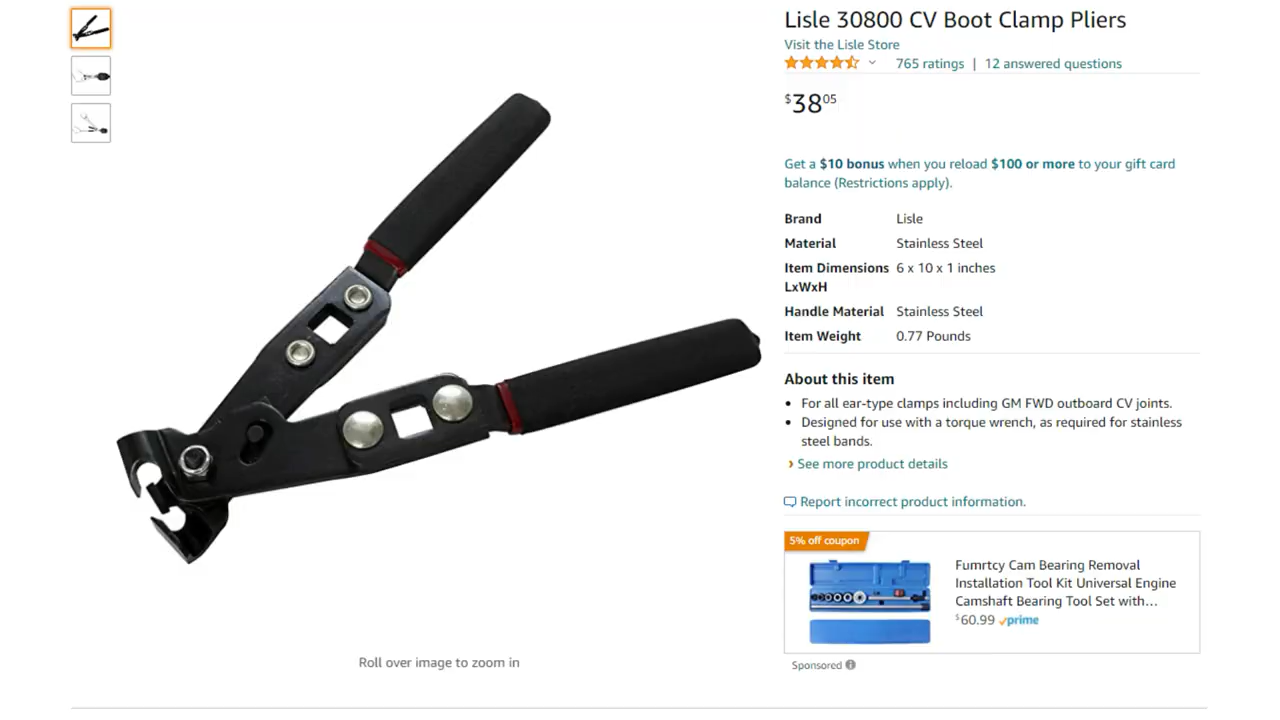 Lisle 30800 CV Boot Clamp Pliers
Visit the Lisle Store
765 ratings | 12 answered questions
$3805
Get a $10 bonus when you reload $100 or more to your gift card
balance (Restrictions apply).
Brand Lisle
Material Stainless Steel
Item Dimensions 6 x 10 x 1 inches
LxWxH
Handle Material Stainless Steel
Item Weight 0.77 Pounds
About this item
• For all ear-type clamps including GM FWD outboard CV joints.
• Designed for use with a torque wrench, as required for stainless
steel bands.
› See more product details
Report incorrect product information.
5% off coupon
Fumrtcy Cam Bearing Removal
Installation Tool Kit Universal Engine
Camshaft Bearing Tool Set with...
$60.99 prime
Sponsored
Roll over image to zoom in